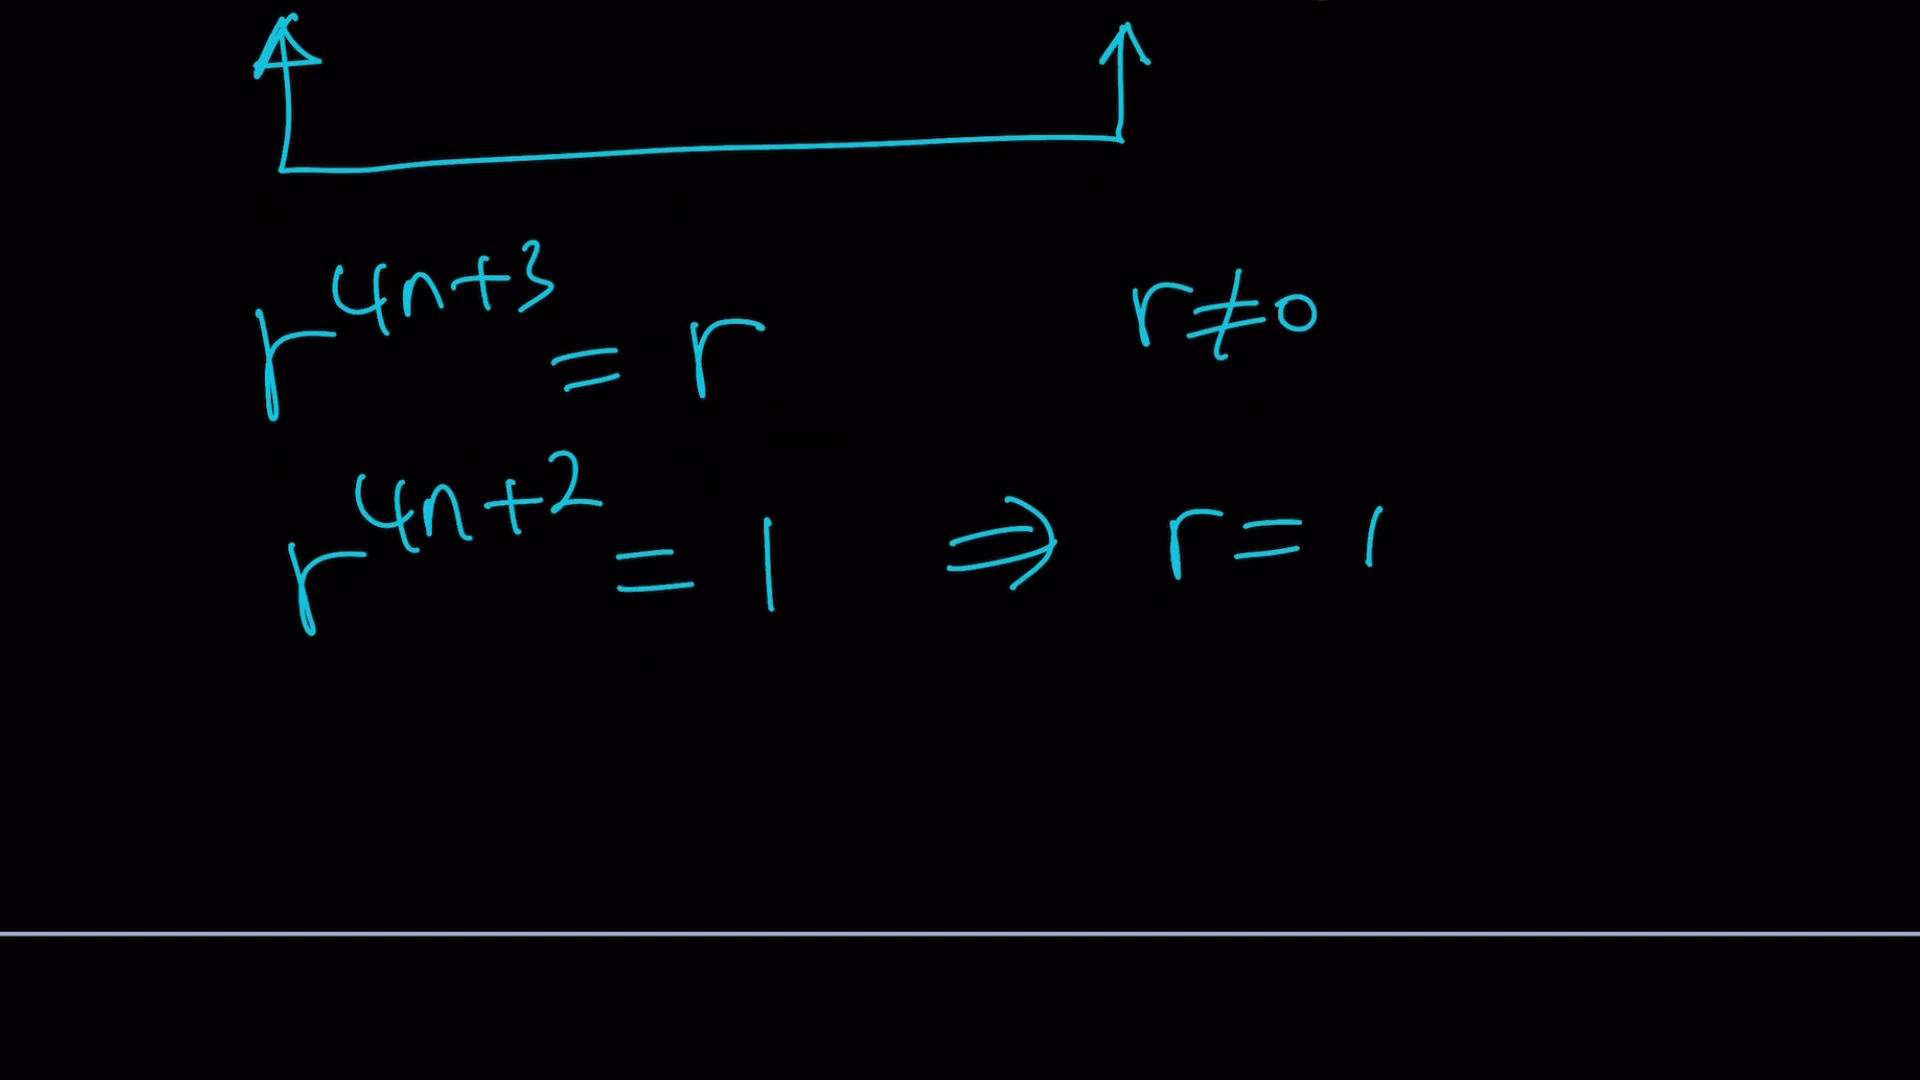 r^{4n+3} = r r≠0
r^{4n+2} = 1 ⇒ r=1